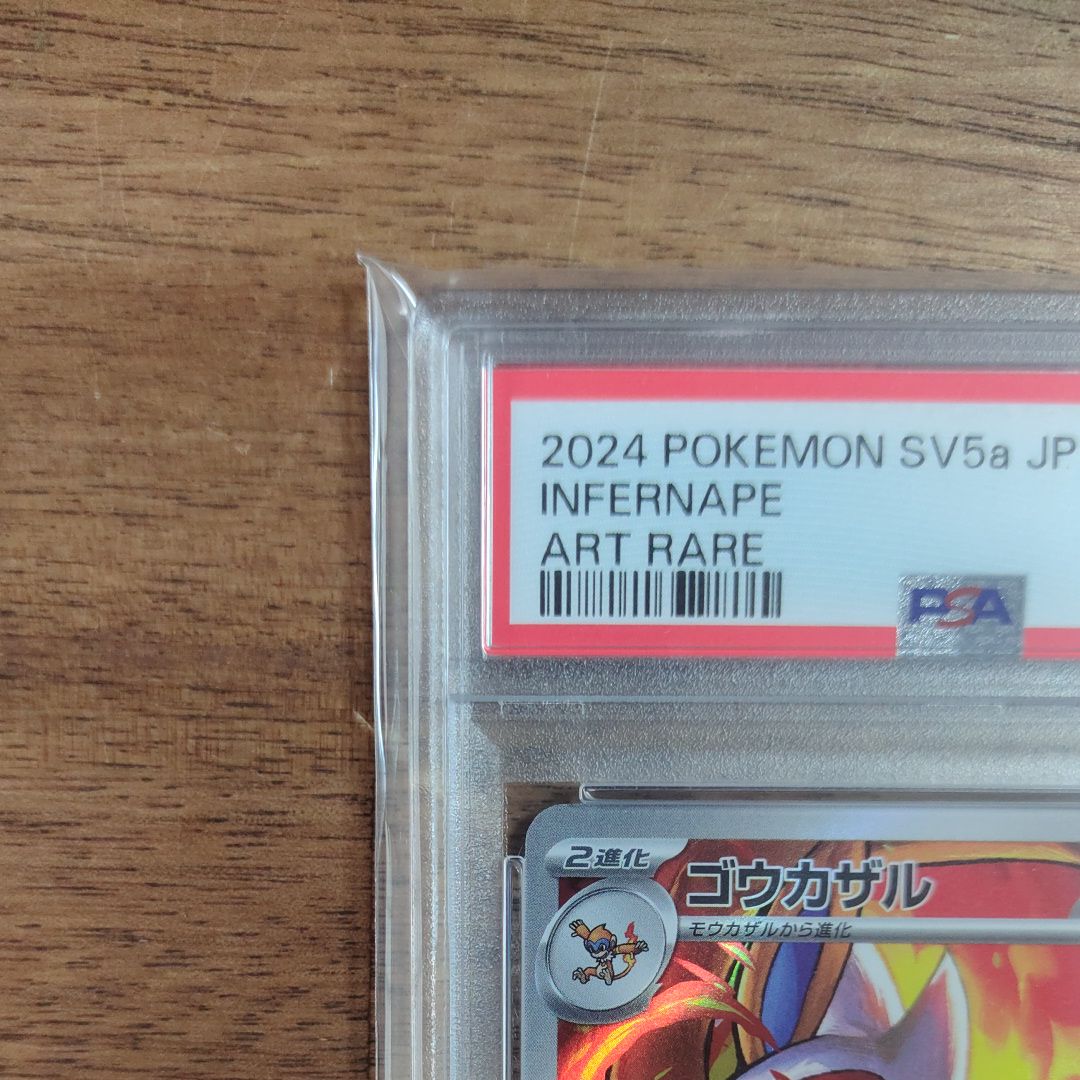 2024 POKEMON SV5a JP
INFERNAPE
ART RARE
PSA
2進化
ゴウカザル
モウカザルから進化